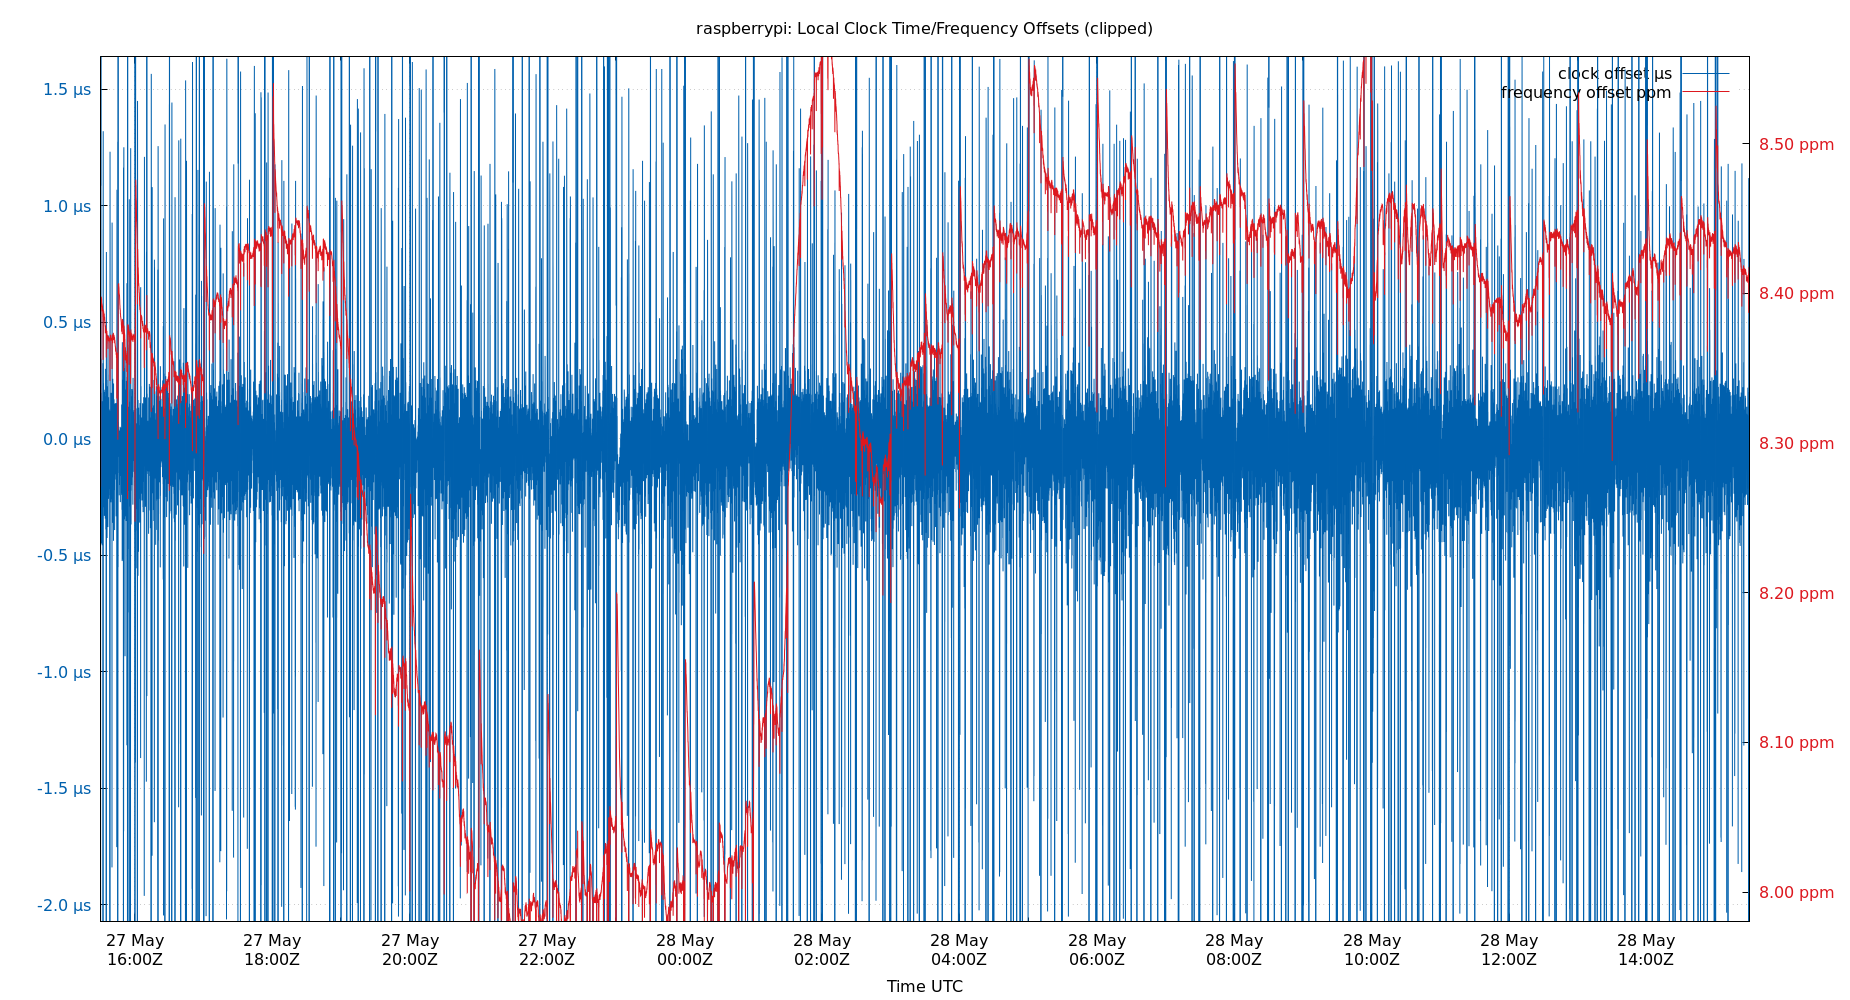 raspberrypi: Local Clock Time/Frequency Offsets (clipped)
clock offset µs
frequency offset ppm
1.5 µs
1.0 µs
0.5 µs
0.0 µs
-0.5 µs
-1.0 µs
-1.5 µs
-2.0 µs
8.50 ppm
8.40 ppm
8.30 ppm
8.20 ppm
8.10 ppm
8.00 ppm
27 May 27 May 27 May 27 May 28 May 28 May 28 May 28 May 28 May 28 May 28 May 28 May
16:00Z 18:00Z 20:00Z 22:00Z 00:00Z 02:00Z 04:00Z 06:00Z 08:00Z 10:00Z 12:00Z 14:00Z
Time UTC